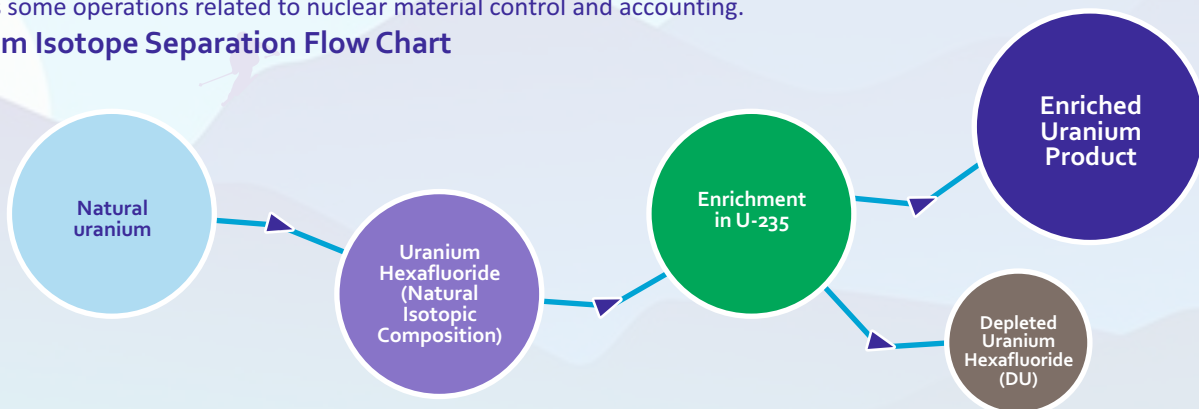 some operations related to nuclear material control and accounting.
m Isotope Separation Flow Chart
Natural
uranium
Uranium
Hexafluoride
(Natural
Isotopic
Composition)
Enrichment
in U-235
Enriched
Uranium
Product
Depleted
Uranium
Hexafluoride
(DU)